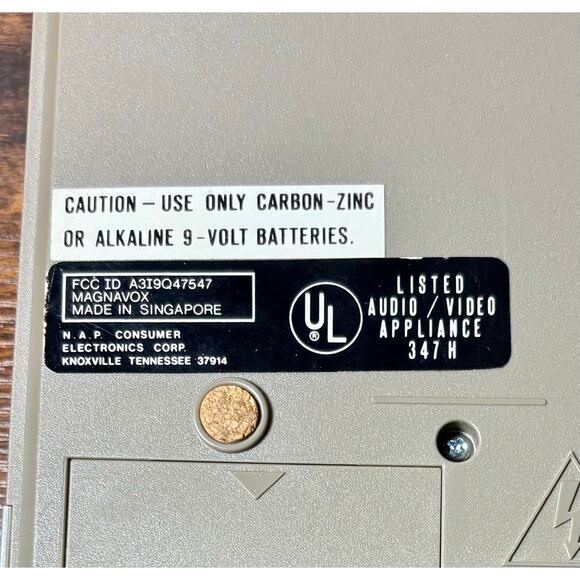 CAUTION — USE ONLY CARBON-ZINC
OR ALKALINE 9-VOLT BATTERIES.
FCC ID A3I9Q47547
MAGNAVOX
MADE IN SINGAPORE
N.A.P. CONSUMER
ELECTRONICS CORP.
KNOXVILLE TENNESSEE 37914
UL
®
LISTED
AUDIO / VIDEO
APPLIANCE
347 H